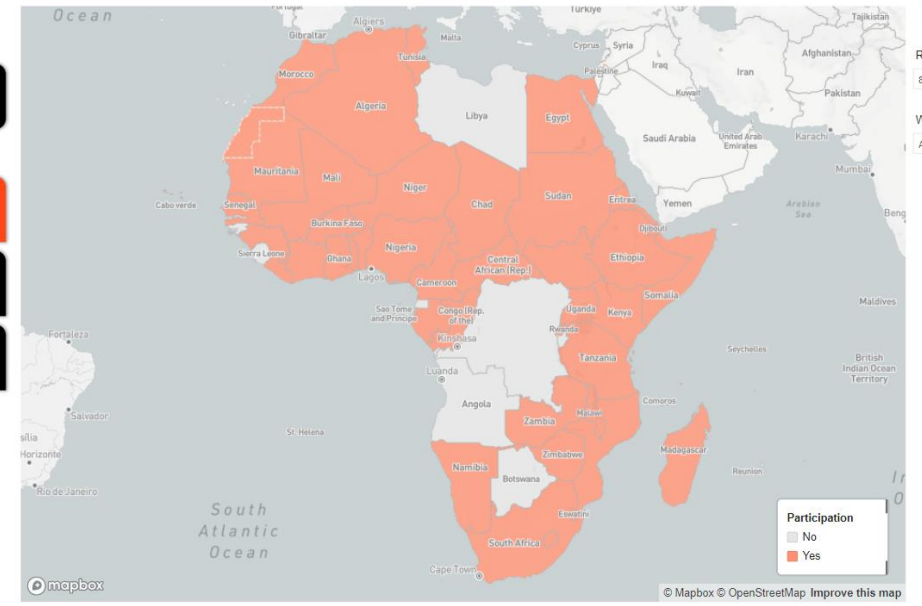 Ocean
Portugal
Türkiye
Tajikistan
Gibraltar
Algiers
Malta
Tunisia
Cyprus
Syria
Afghanistan
Morocco
Palestine
Iraq
Iran
Kuwait
Pakistan
Algeria
Libya
Egypt
Saudi Arabia
United Arab
Emirates
Karachi
Mumbai
Mauritania
Mali
Niger
Chad
Sudan
Eritrea
Yemen
Arabian
Sea
Beng
Cabo verde
Senegal
Burkina Faso
Djibouti
Sierra Leone
Ghana
Nigeria
Lagos
Central
African (Rep.)
Ethiopia
Cameroon
Somalia
Maldives
Sao Tome
and Principe
Congo (Rep.
of the)
Uganda
Kenya
Rwanda
Kinshasa
Fortaleza
Tanzania
Seychelles
British
Indian Ocean
Territory
Luanda
Salvador
Angola
Comoros
Malawi
Zambia
St. Helena
sília
Horizonte
Zimbabwe
Madagascar
Namibia
Botswana
Reunion
Rio de Janeiro
South
Atlantic
Ocean
Eswatini
South Africa
Cape Town
Participation
No
Yes
mapbox
© Mapbox © OpenStreetMap Improve this map